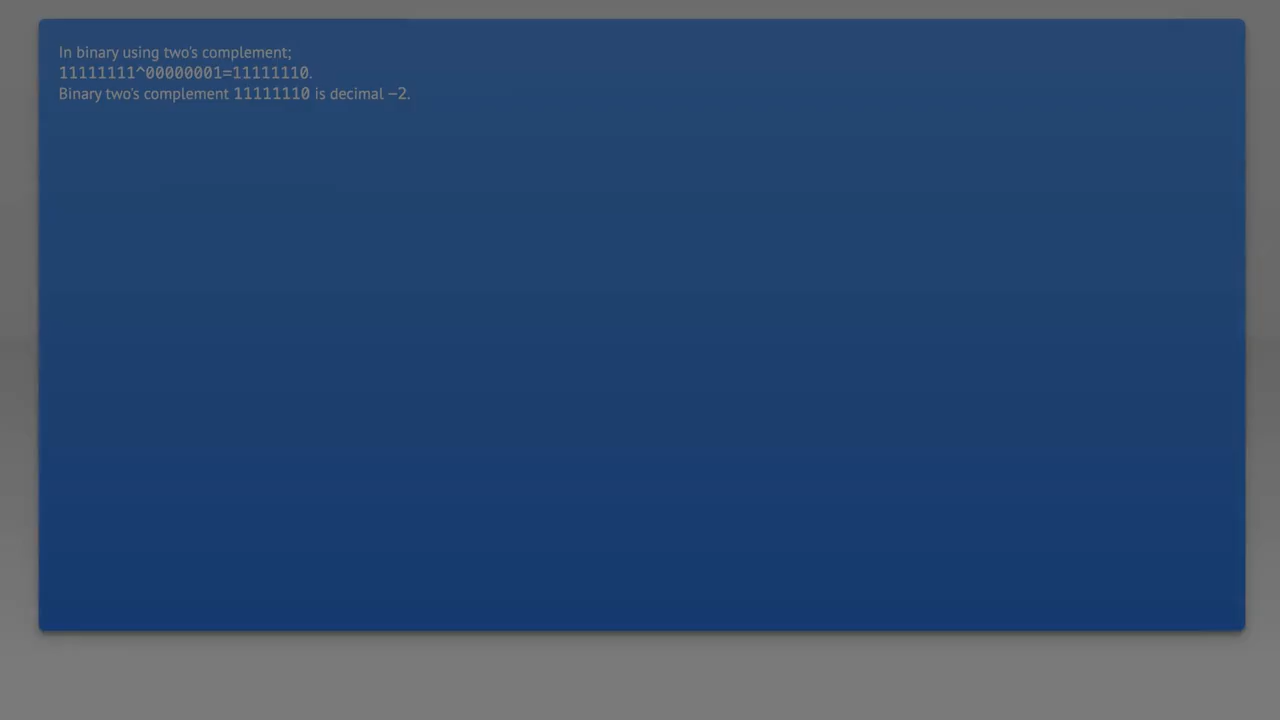 In binary using two's complement;
11111111^00000001=11111110.
Binary two's complement 11111110 is decimal –2.